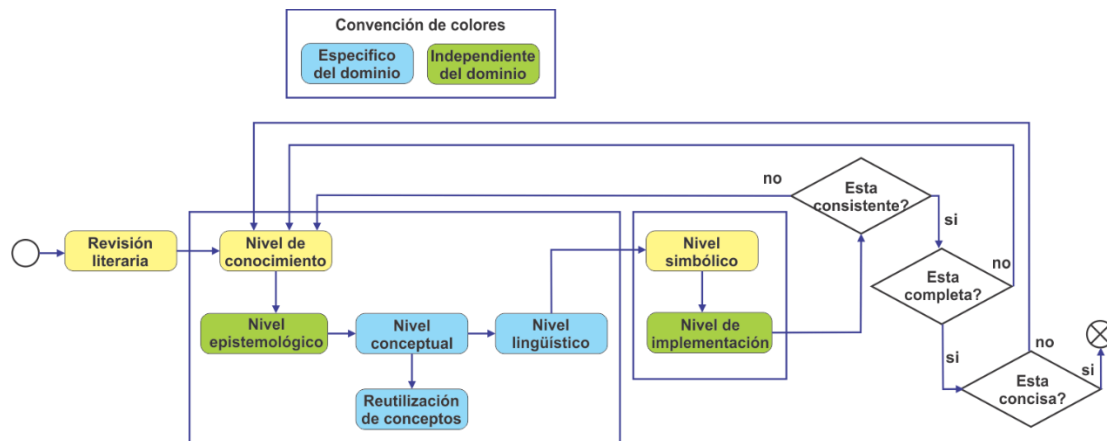 Convención de colores
Especifico
del dominio
Independiente
del dominio
no
Esta
consistente?
Revisión
literaria
Nivel de
conocimiento
Nivel
simbólico
si
Esta
completa?
no
Nivel
epistemológico
Nivel
conceptual
Nivel
lingüístico
Nivel de
implementación
no
si
Esta
concisa?
si
Reutilización
de conceptos